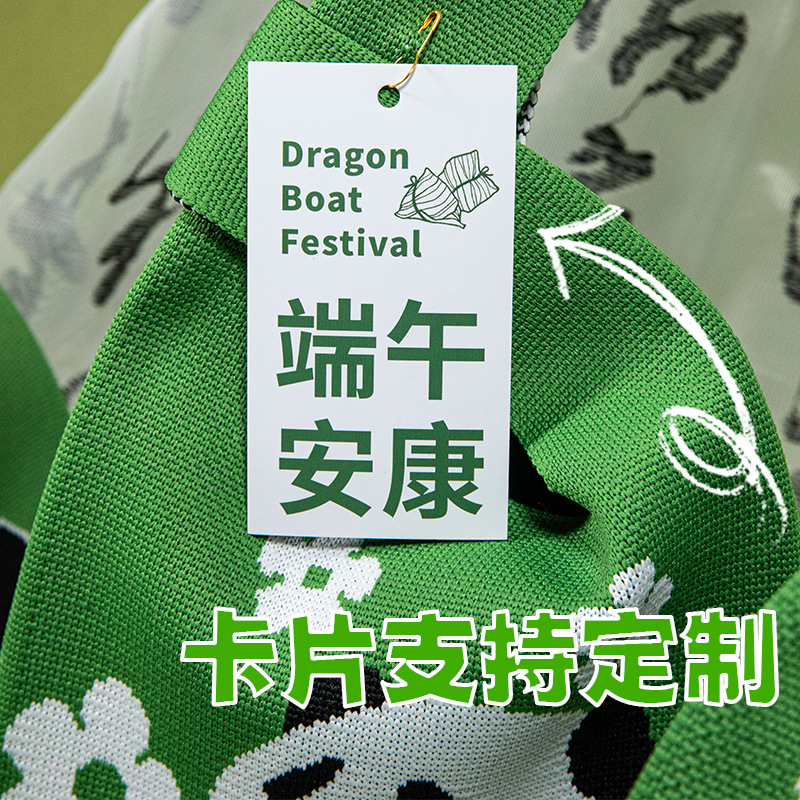 Dragon
Boat
Festival
端午
安康
卡片支持定制